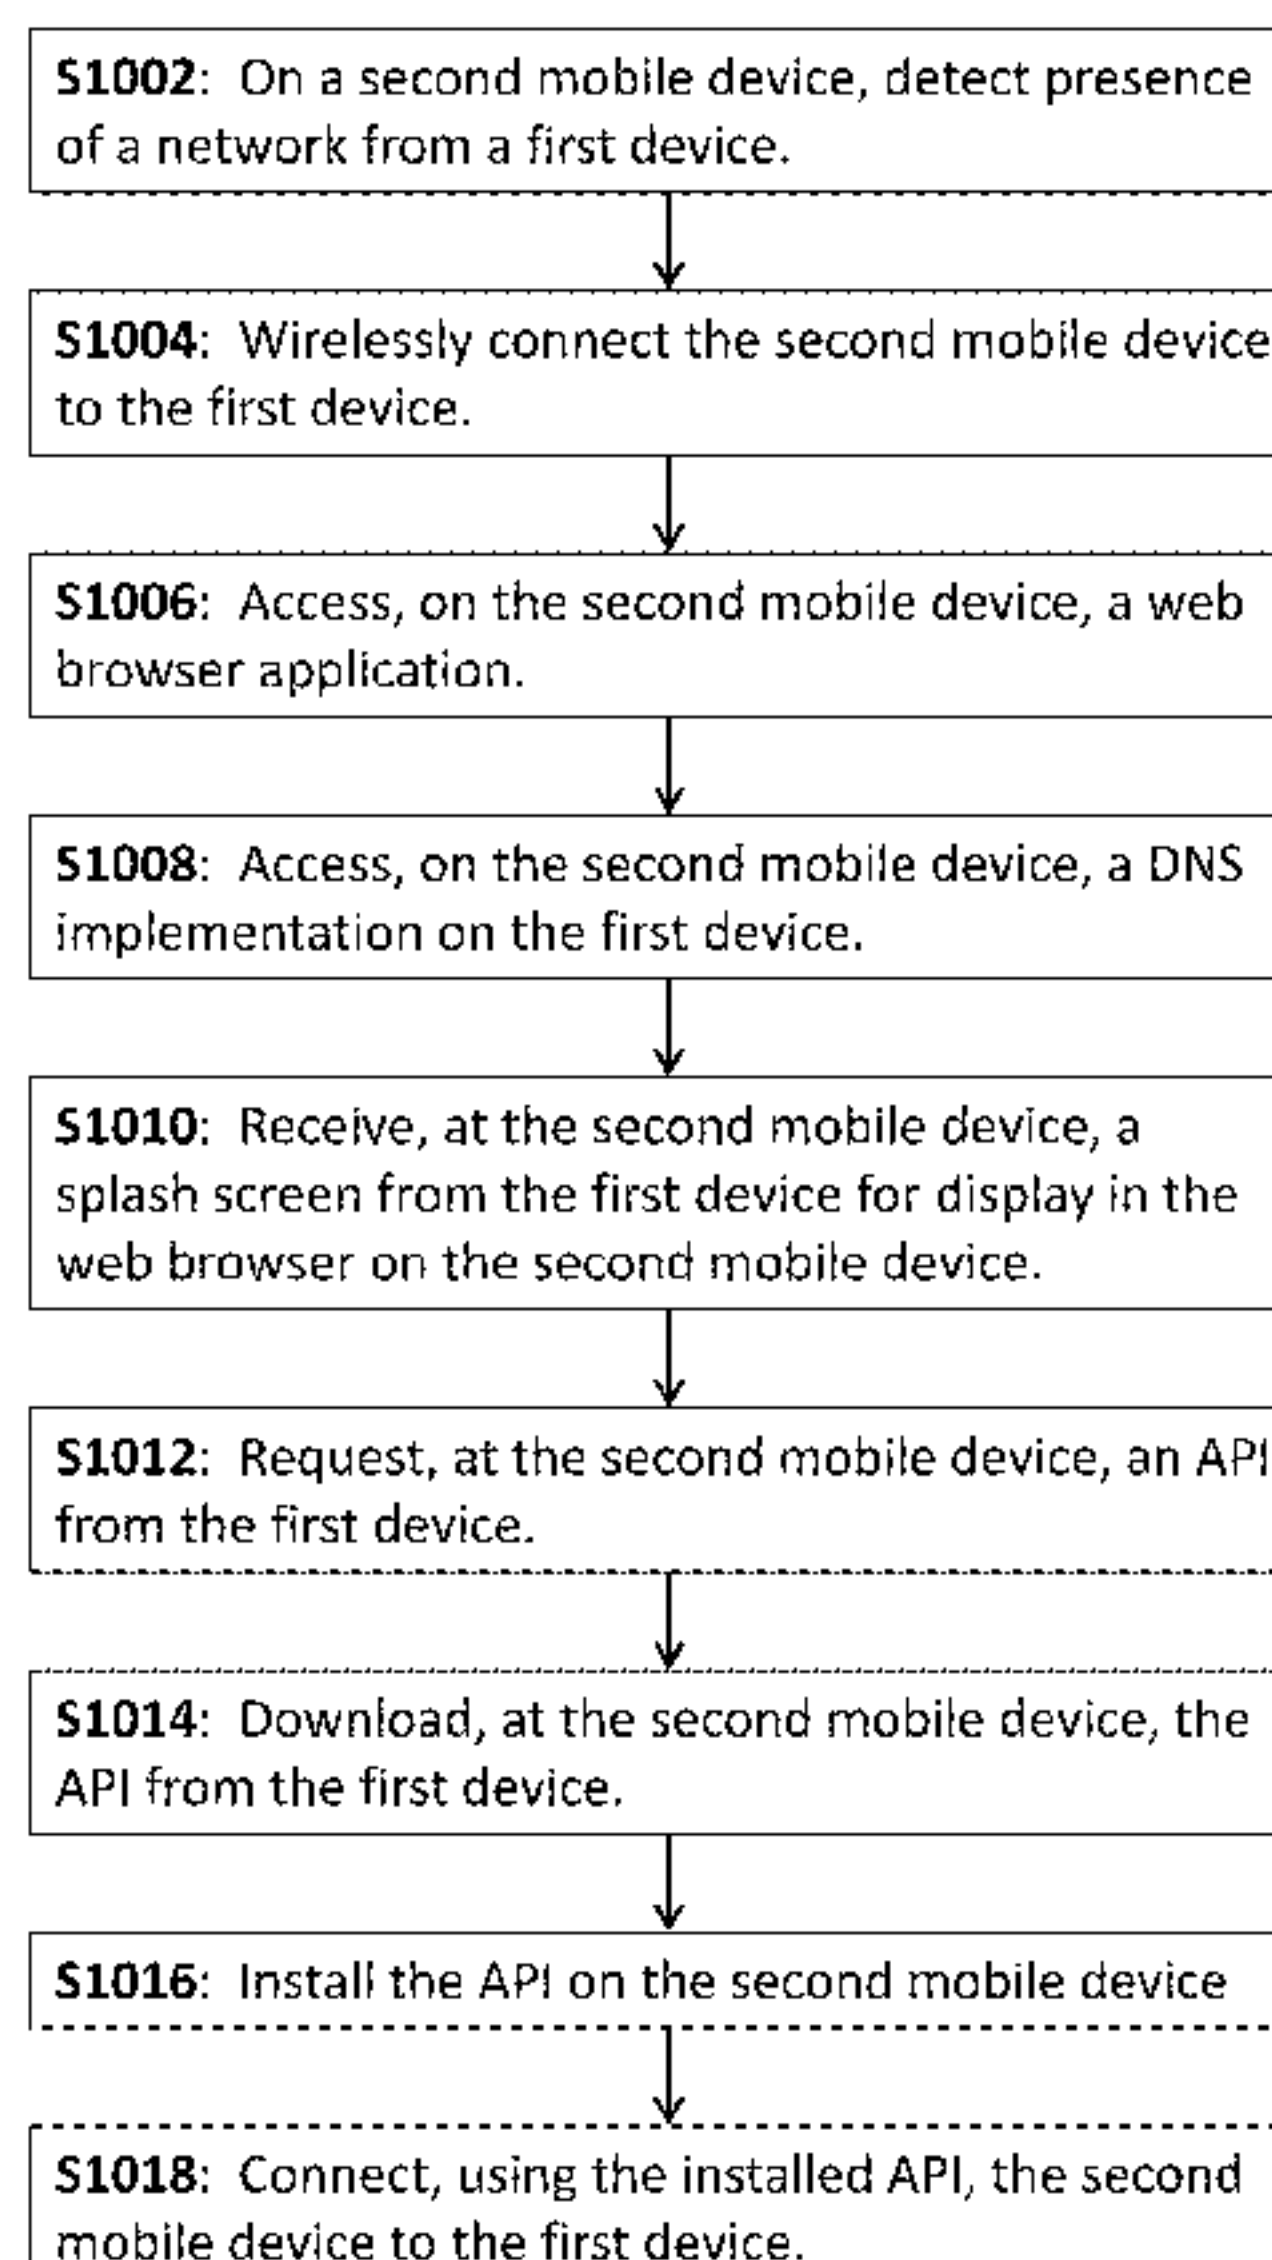 S1002: On a second mobile device, detect presence
of a network from a first device.
S1004: Wirelessly connect the second mobile device
to the first device.
S1006: Access, on the second mobile device, a web
browser application.
S1008: Access, on the second mobile device, a DNS
implementation on the first device.
S1010: Receive, at the second mobile device, a
splash screen from the first device for display in the
web browser on the second mobile device.
S1012: Request, at the second mobile device, an API
from the first device.
S1014: Download, at the second mobile device, the
API from the first device.
S1016: Install the API on the second mobile device
S1018: Connect, using the installed API, the second
mobile device to the first device.